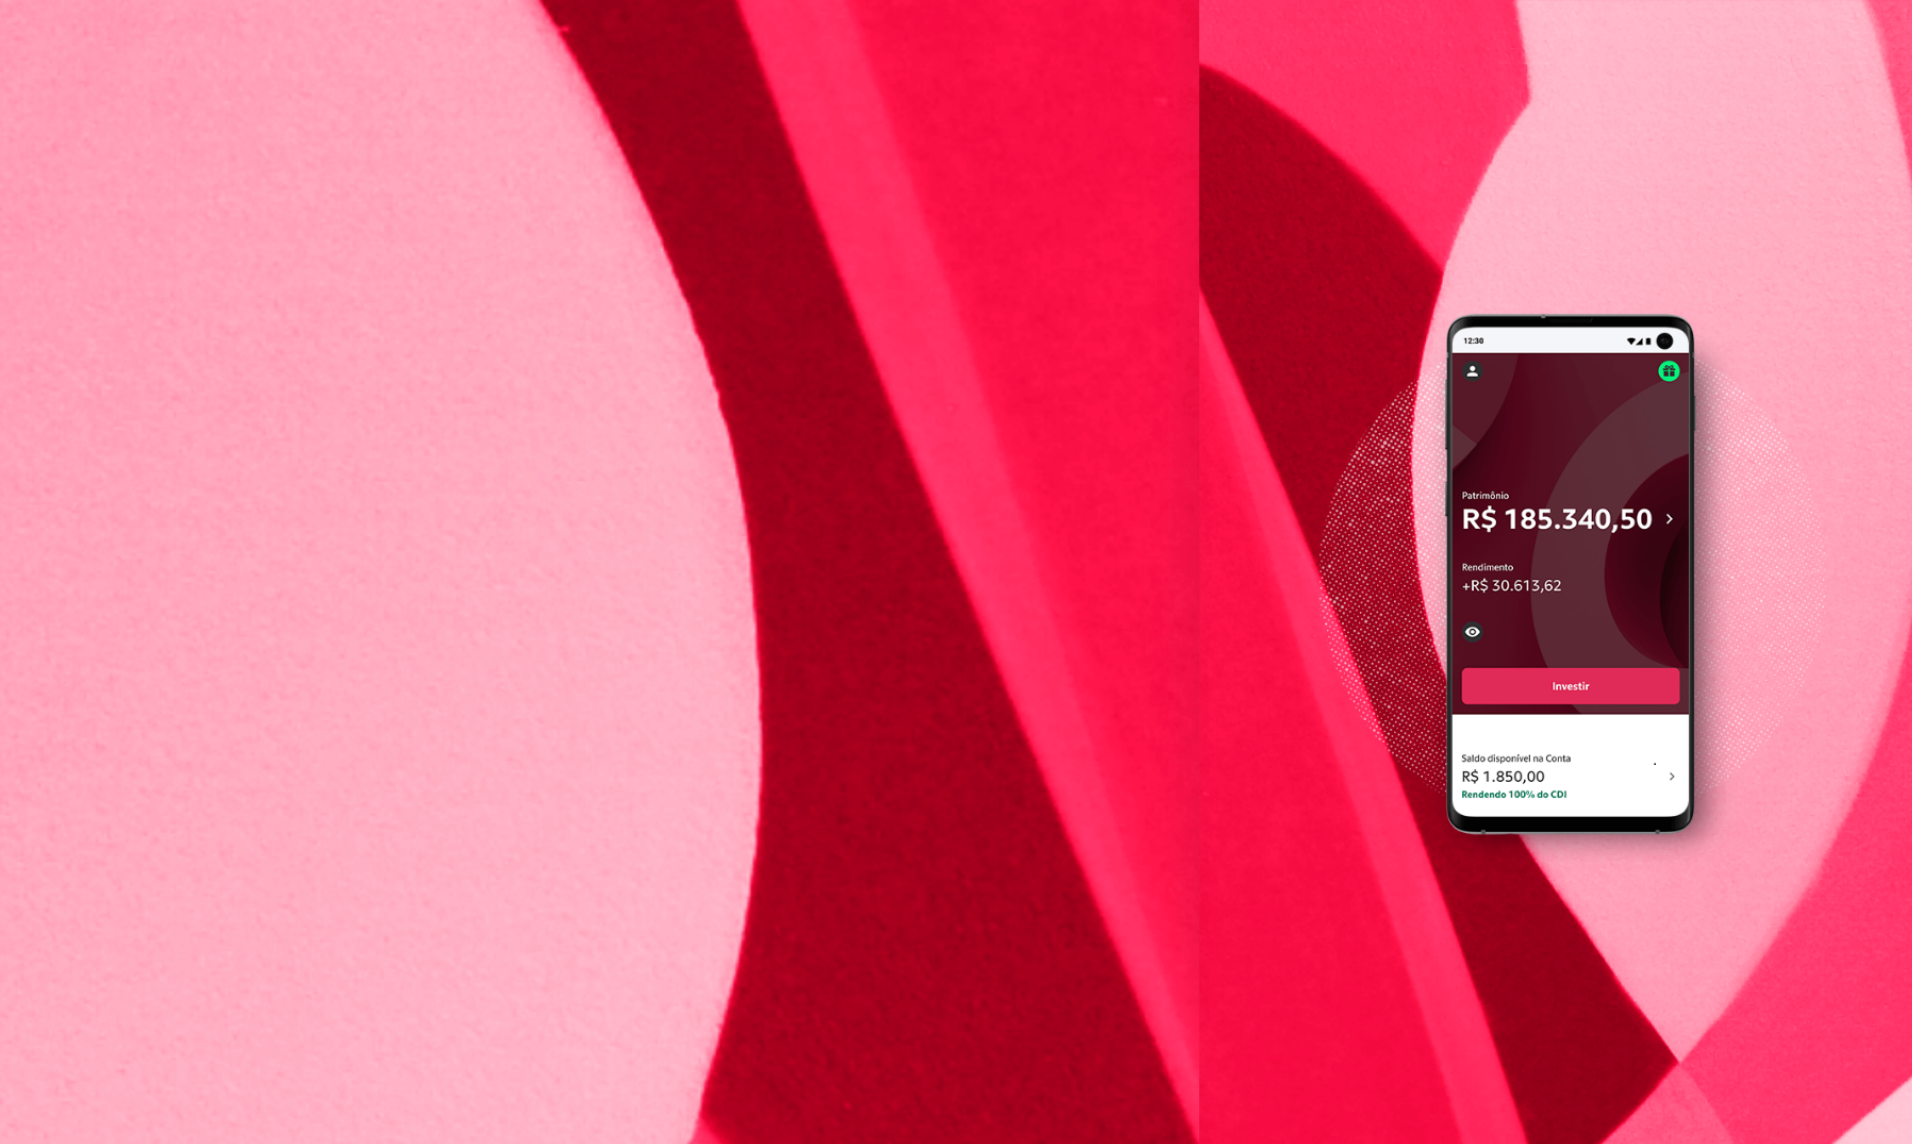 12:30
Patrimônio
R$ 185.340,50
Rendimento
+R$ 30.613,62
Investir
Saldo disponível na Conta
R$ 1.850,00
Rendendo 100% do CDI